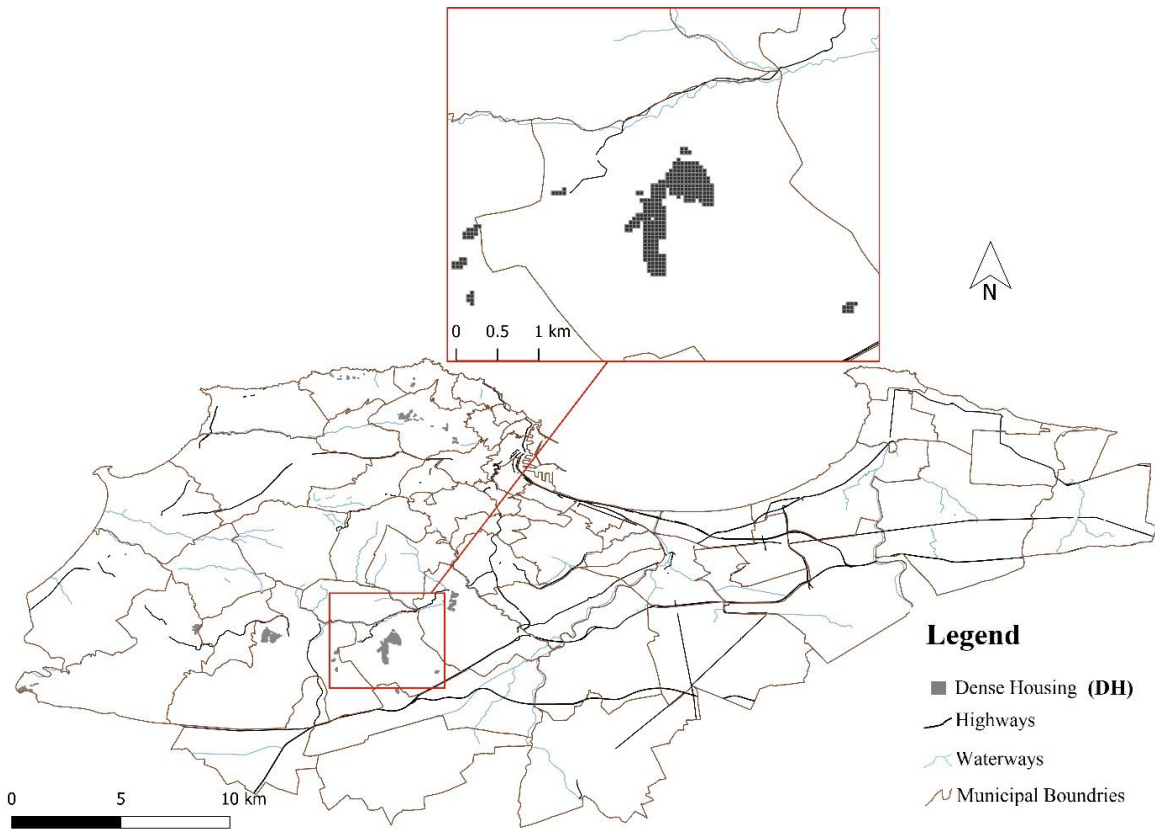 0 0.5 1 km
N
Legend
Dense Housing (DH)
Highways
Waterways
Municipal Boundries
0 5 10 km